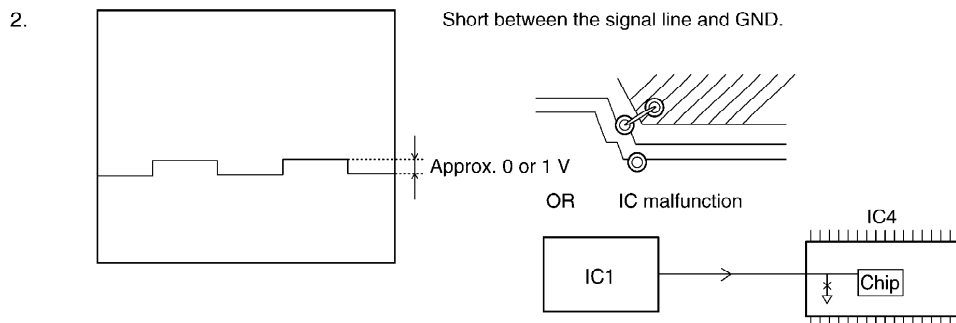 2.
Short between the signal line and GND.
Approx. 0 or 1 V
OR IC malfunction
IC4
IC1
Chip